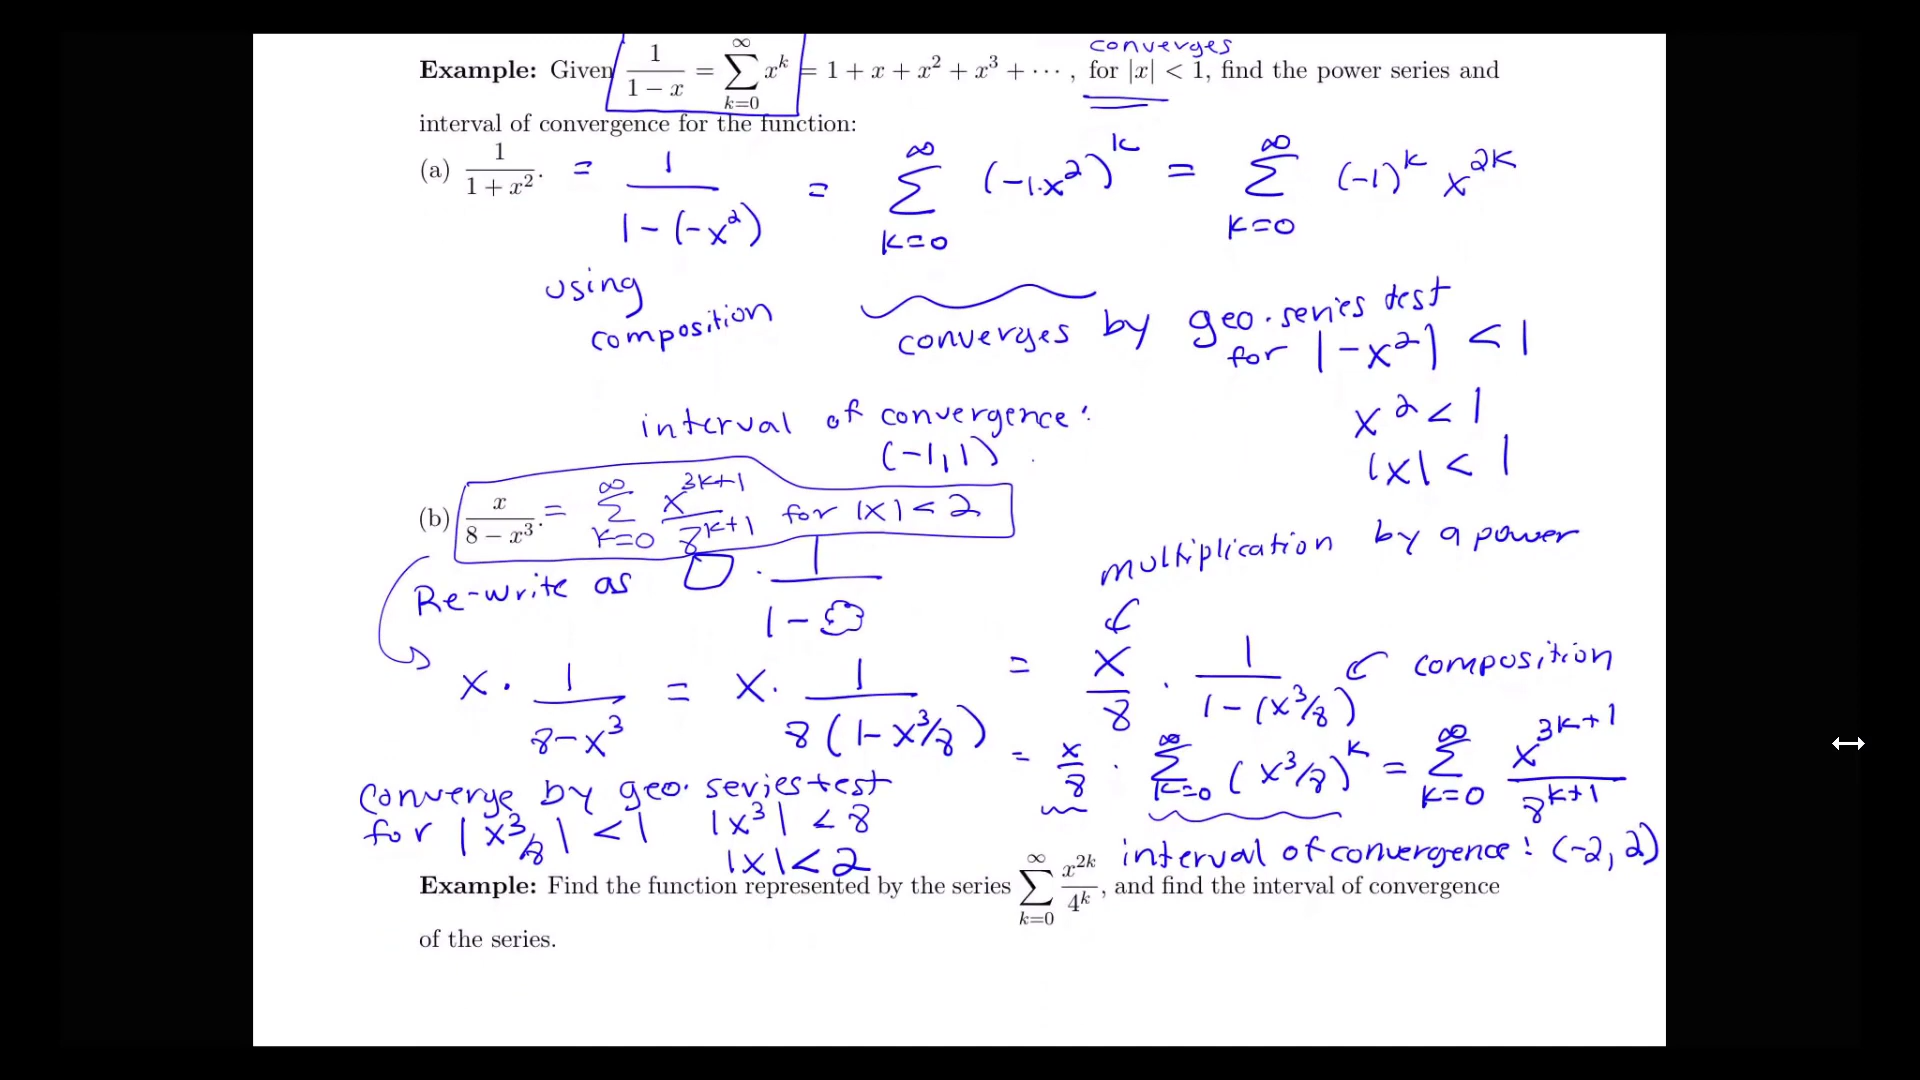 converges
Example: Given 1/(1 − x) = ∑_{k=0}^{∞} x^k = 1 + x + x² + x³ + ⋯ , for |x| < 1, find the power series and
interval of convergence for the function:
(a) 1/(1 + x²). = 1/(1 − (−x²)) = ∑_{k=0}^{∞} (−1·x²)^k = ∑_{k=0}^{∞} (−1)^k x^{2k}
using
composition
converges by geo. series test
for |−x²| < 1
x² < 1
|x| < 1
interval of convergence:
(−1, 1)
(b) x/(8 − x³). = ∑_{k=0}^{∞} x^{3k+1}/8^{k+1} for |x| < 2
multiplication by a power
Re-write as □ · 1/(1 − ☁)
x · 1/(8 − x³) = x · 1/(8(1 − x³/8)) = x/8 · 1/(1 − (x³/8)) composition
= x/8 · ∑_{k=0}^{∞} (x³/8)^k = ∑_{k=0}^{∞} x^{3k+1}/8^{k+1}
converge by geo. series test
for |x³/8| < 1 |x³| < 8
|x| < 2
interval of convergence: (−2, 2)
Example: Find the function represented by the series ∑_{k=0}^{∞} x^{2k}/4^k, and find the interval of convergence
of the series.